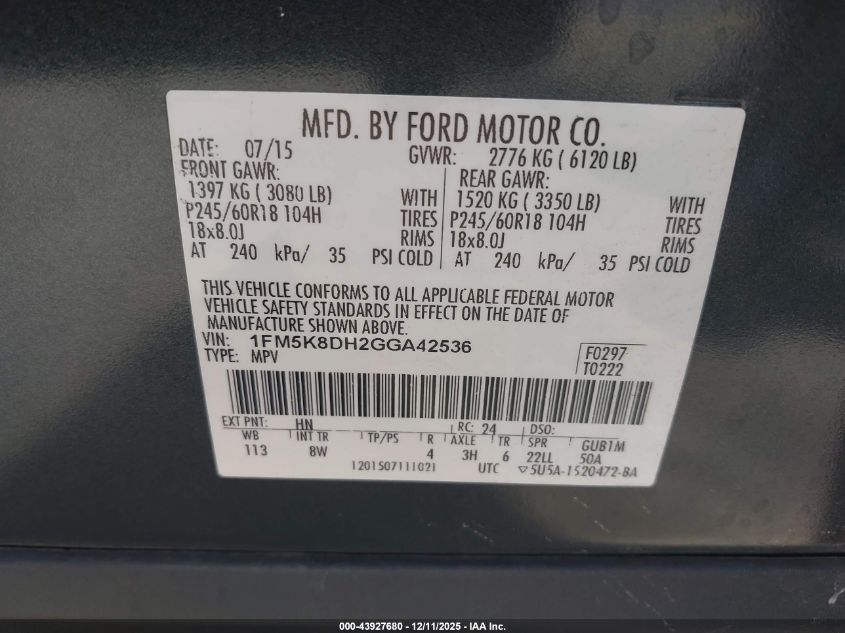 MFD. BY FORD MOTOR CO.
DATE: 07/15 GVWR: 2776 KG ( 6120 LB)
FRONT GAWR: REAR GAWR:
1397 KG ( 3080 LB) WITH 1520 KG ( 3350 LB) WITH
P245/60R18 104H TIRES P245/60R18 104H TIRES
18x8.0J RIMS 18x8.0J RIMS
AT 240 kPa/ 35 PSI COLD AT 240 kPa/ 35 PSI COLD
THIS VEHICLE CONFORMS TO ALL APPLICABLE FEDERAL MOTOR
VEHICLE SAFETY STANDARDS IN EFFECT ON THE DATE OF
MANUFACTURE SHOWN ABOVE.
VIN: 1FM5K8DH2GGA42536
TYPE: MPV
F0297
T0222
EXT PNT: HN RC: 24 DSO:
WB INT TR TP/PS R AXLE TR SPR GUB1M
113 8W 4 3H 6 22LL 50A
1201507111021 UTC ▽5U5A-1520472-BA
000-43927680 - 12/11/2025 - IAA Inc.